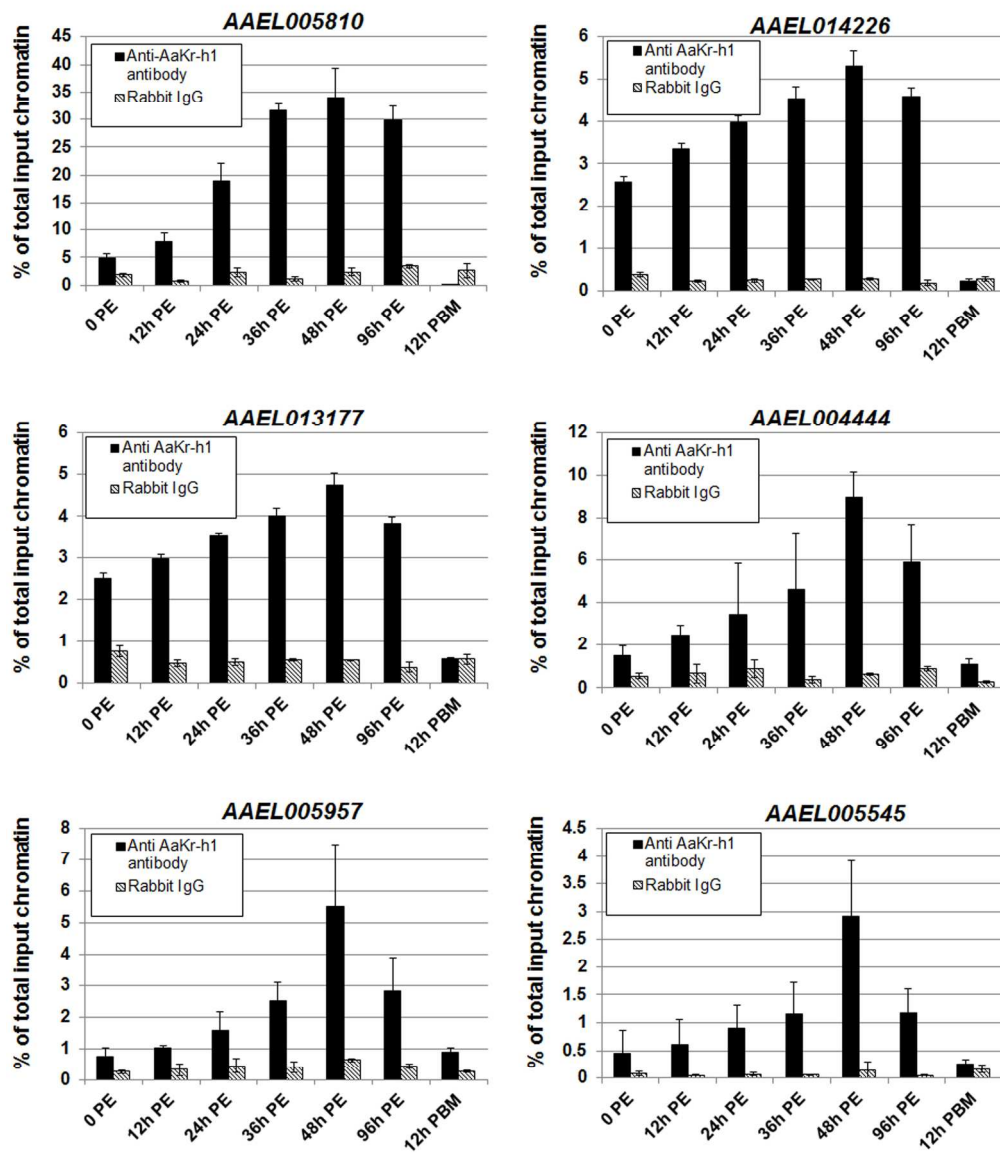 AAEL005810
% of total input chromatin
45
40
35
30
25
20
15
10
5
0
Anti-AaKr-h1
antibody
Rabbit IgG
0 PE
12h PE
24h PE
36h PE
48h PE
96h PE
12h PBM
AAEL014226
% of total input chromatin
6
5
4
3
2
1
0
Anti AaKr-h1
antibody
Rabbit IgG
0 PE
12h PE
24h PE
36h PE
48h PE
96h PE
12h PBM
AAEL013177
% of total input chromatin
6
5
4
3
2
1
0
Anti AaKr-h1
antibody
Rabbit IgG
0 PE
12h PE
24h PE
36h PE
48h PE
96h PE
12h PBM
AAEL004444
% of total input chromatin
12
10
8
6
4
2
0
Anti AaKr-h1
antibody
Rabbit IgG
0 PE
12h PE
24h PE
36h PE
48h PE
96h PE
12h PBM
AAEL005957
% of total input chromatin
8
7
6
5
4
3
2
1
0
Anti AaKr-h1
antibody
Rabbit IgG
0 PE
12h PE
24h PE
36h PE
48h PE
96h PE
12h PBM
AAEL005545
% of total input chromatin
4.5
4
3.5
3
2.5
2
1.5
1
0.5
0
Anti AaKr-h1
antibody
Rabbit IgG
0 PE
12h PE
24h PE
36h PE
48h PE
96h PE
12h PBM